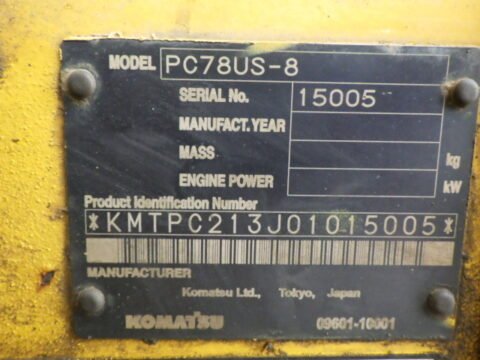 MODEL PC78US-8
SERIAL No. 15005
MANUFACT.YEAR
MASS kg
ENGINE POWER kW
Product Identification Number
*KMTPC213J01015005*
MANUFACTURER
Komatsu Ltd., Tokyo, Japan
KOMATSU 09601-10001